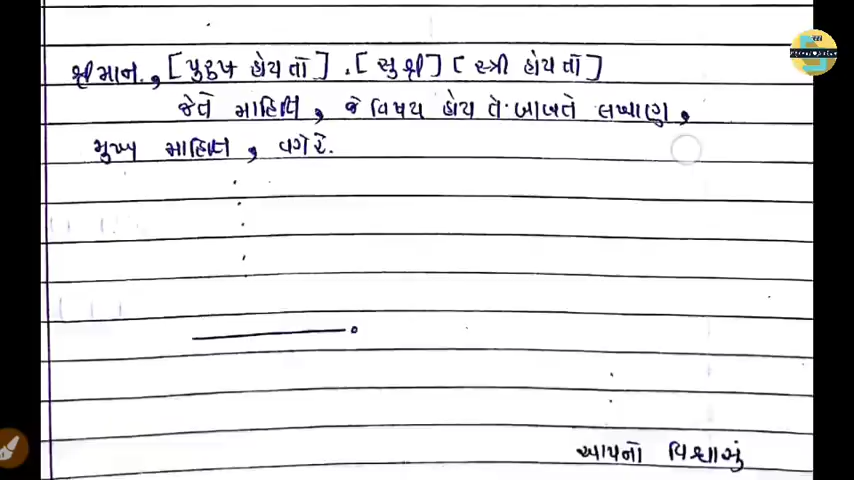 શ્રીમાન., [પુરુષ હોય તો] . [સુશ્રી] [સ્ત્રી હોય તો]
જેતે માહિતિ, જે વિષય હોય તે બાબતે લખાણ,
મુખ્ય માહિતિ, વગેરે.
આપનો વિશ્વાસું